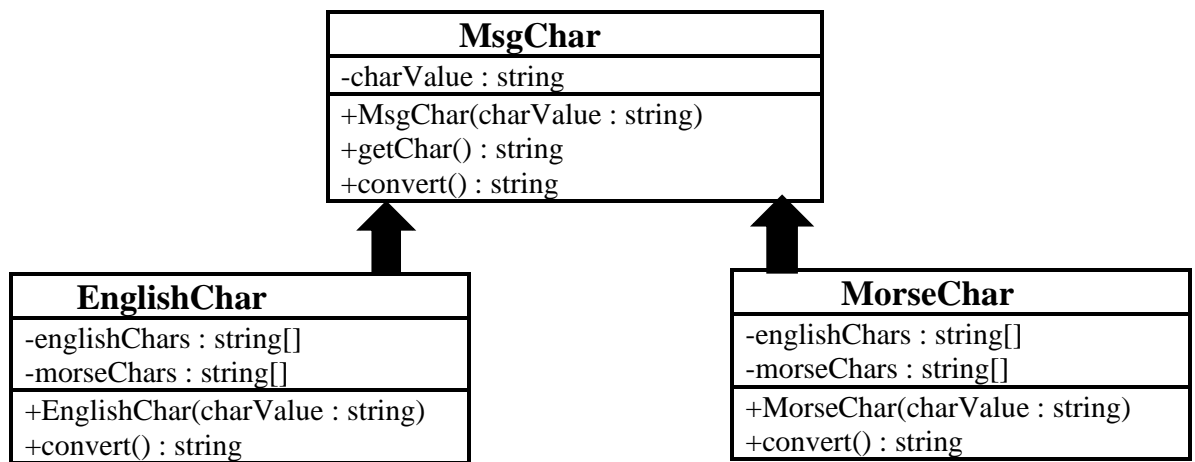 MsgChar
-charValue : string
+MsgChar(charValue : string)
+getChar() : string
+convert() : string
EnglishChar
-englishChars : string[]
-morseChars : string[]
+EnglishChar(charValue : string)
+convert() : string
MorseChar
-englishChars : string[]
-morseChars : string[]
+MorseChar(charValue : string)
+convert() : string